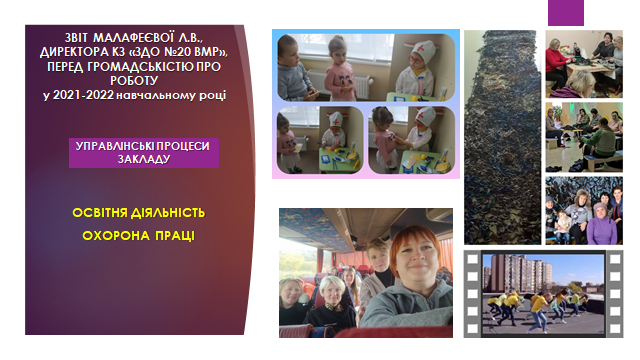 ЗВІТ МАЛАФЕЄВОЇ Л.В.,
ДИРЕКТОРА КЗ «ЗДО №20 ВМР»,
ПЕРЕД ГРОМАДСЬКІСТЮ ПРО
РОБОТУ
у 2021-2022 навчальному році
УПРАВЛІНСЬКІ ПРОЦЕСИ
ЗАКЛАДУ
ОСВІТНЯ ДІЯЛЬНІСТЬ
ОХОРОНА ПРАЦІ